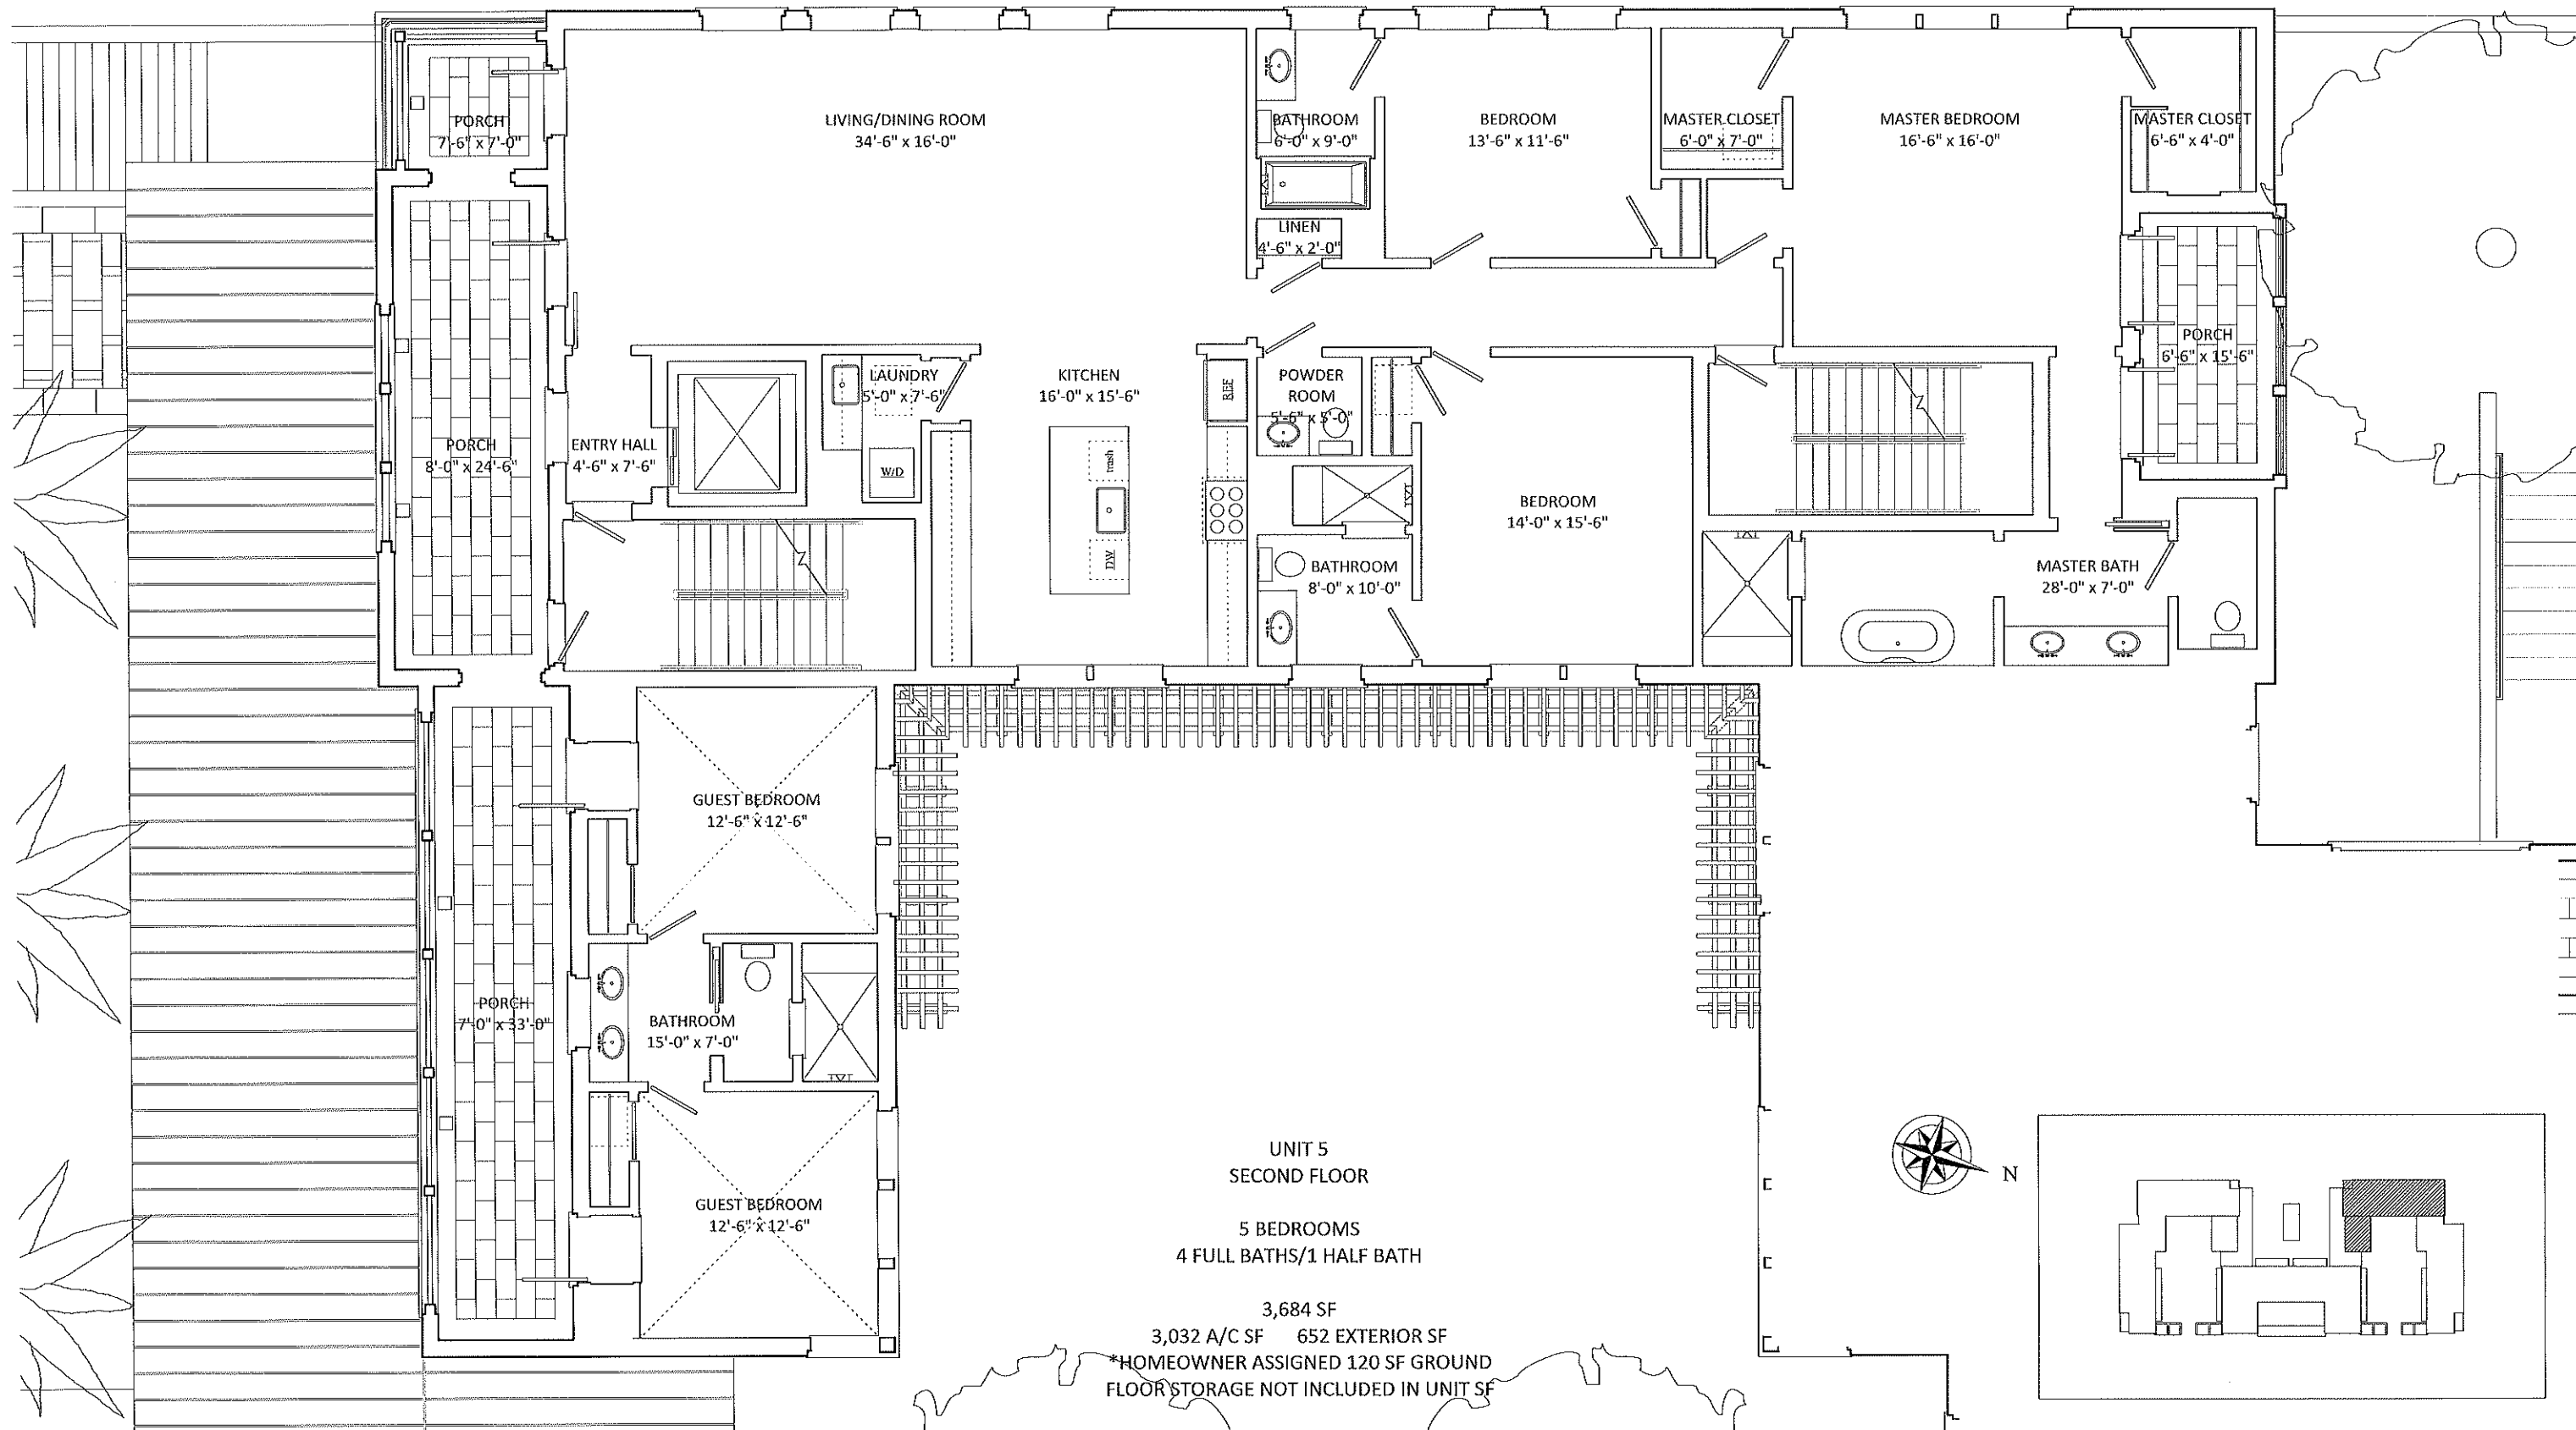 PORCH
7'-6" x 7'-0"
LIVING/DINING ROOM
34'-6" x 16'-0"
BATHROOM
6'-0" x 9'-0"
BEDROOM
13'-6" x 11'-6"
MASTER CLOSET
6'-0" x 7'-0"
MASTER BEDROOM
16'-6" x 16'-0"
MASTER CLOSET
6'-6" x 4'-0"
LINEN
4'-6" x 2'-0"
PORCH
6'-6" x 15'-6"
LAUNDRY
5'-0" x 7'-6"
KITCHEN
16'-0" x 15'-6"
REF
POWDER
ROOM
5'-6" x 5'-0"
PORCH
8'-0" x 24'-6"
ENTRY HALL
4'-6" x 7'-6"
W/D
trash
DW
BEDROOM
14'-0" x 15'-6"
BATHROOM
8'-0" x 10'-0"
MASTER BATH
28'-0" x 7'-0"
GUEST BEDROOM
12'-6" x 12'-6"
PORCH
7'-0" x 33'-0"
BATHROOM
15'-0" x 7'-0"
GUEST BEDROOM
12'-6" x 12'-6"
UNIT 5
SECOND FLOOR
5 BEDROOMS
4 FULL BATHS/1 HALF BATH
3,684 SF
3,032 A/C SF 652 EXTERIOR SF
*HOMEOWNER ASSIGNED 120 SF GROUND
FLOOR STORAGE NOT INCLUDED IN UNIT SF
N